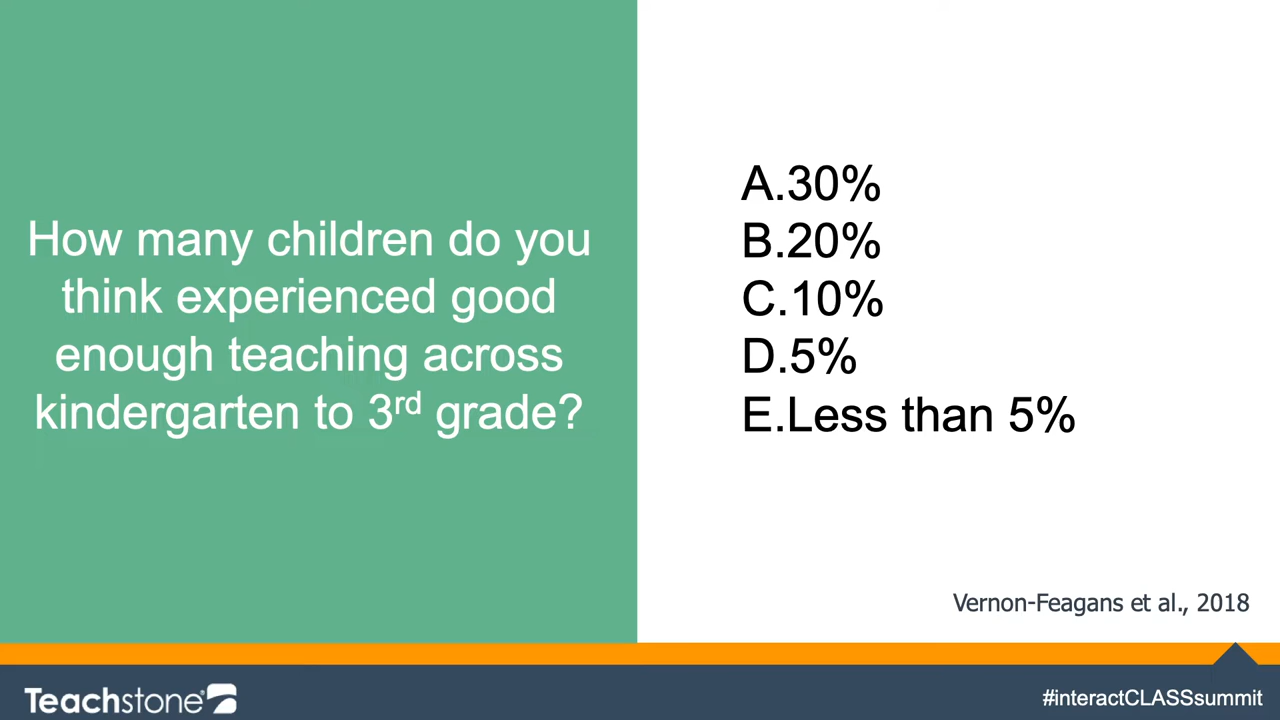 How many children do you
think experienced good
enough teaching across
kindergarten to 3rd grade?
A.30%
B.20%
C.10%
D.5%
E.Less than 5%
Vernon-Feagans et al., 2018
Teachstone®
#interactCLASSsummit